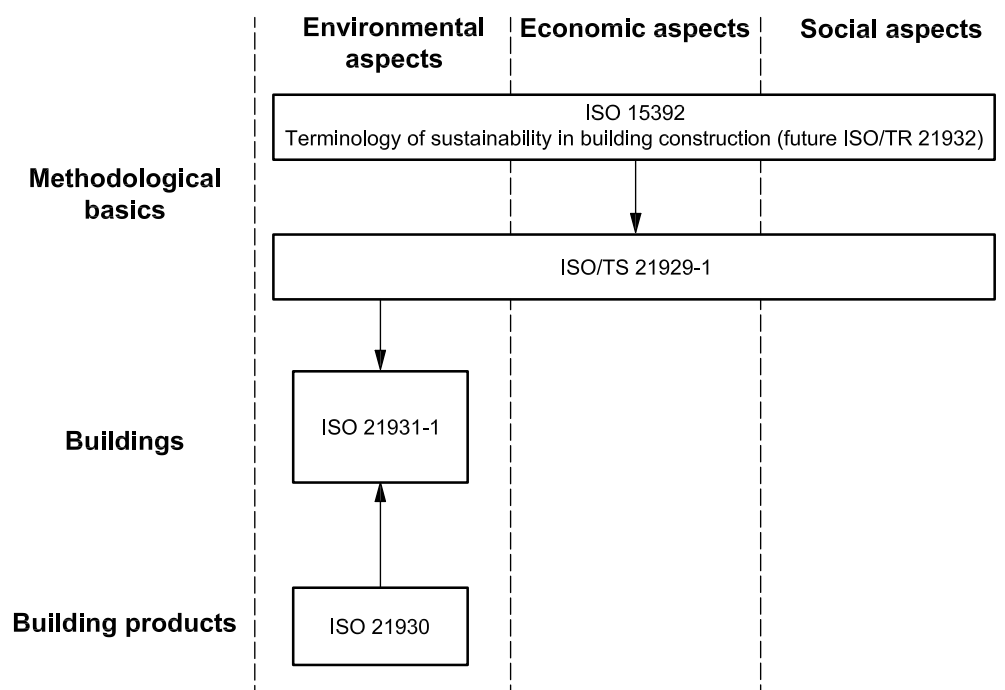 Environmental
aspects
Economic aspects
Social aspects
ISO 15392
Terminology of sustainability in building construction (future ISO/TR 21932)
Methodological
basics
ISO/TS 21929-1
Buildings
ISO 21931-1
Building products
ISO 21930